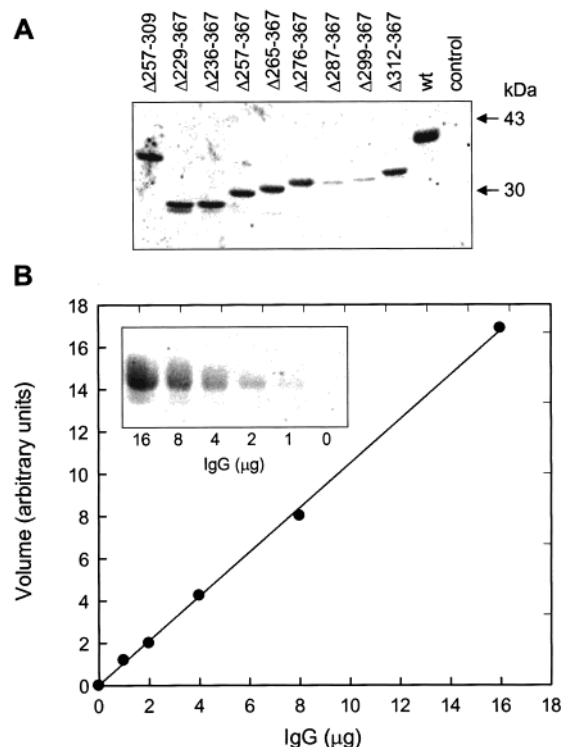 A
Δ257-309
Δ229-367
Δ236-367
Δ257-367
Δ265-367
Δ276-367
Δ287-367
Δ299-367
Δ312-367
wt
control
kDa
43
30
B
18
16
14
12
10
8
6
4
2
0
Volume (arbitrary units)
16 8 4 2 1 0
IgG (μg)
0 2 4 6 8 10 12 14 16 18
IgG (μg)